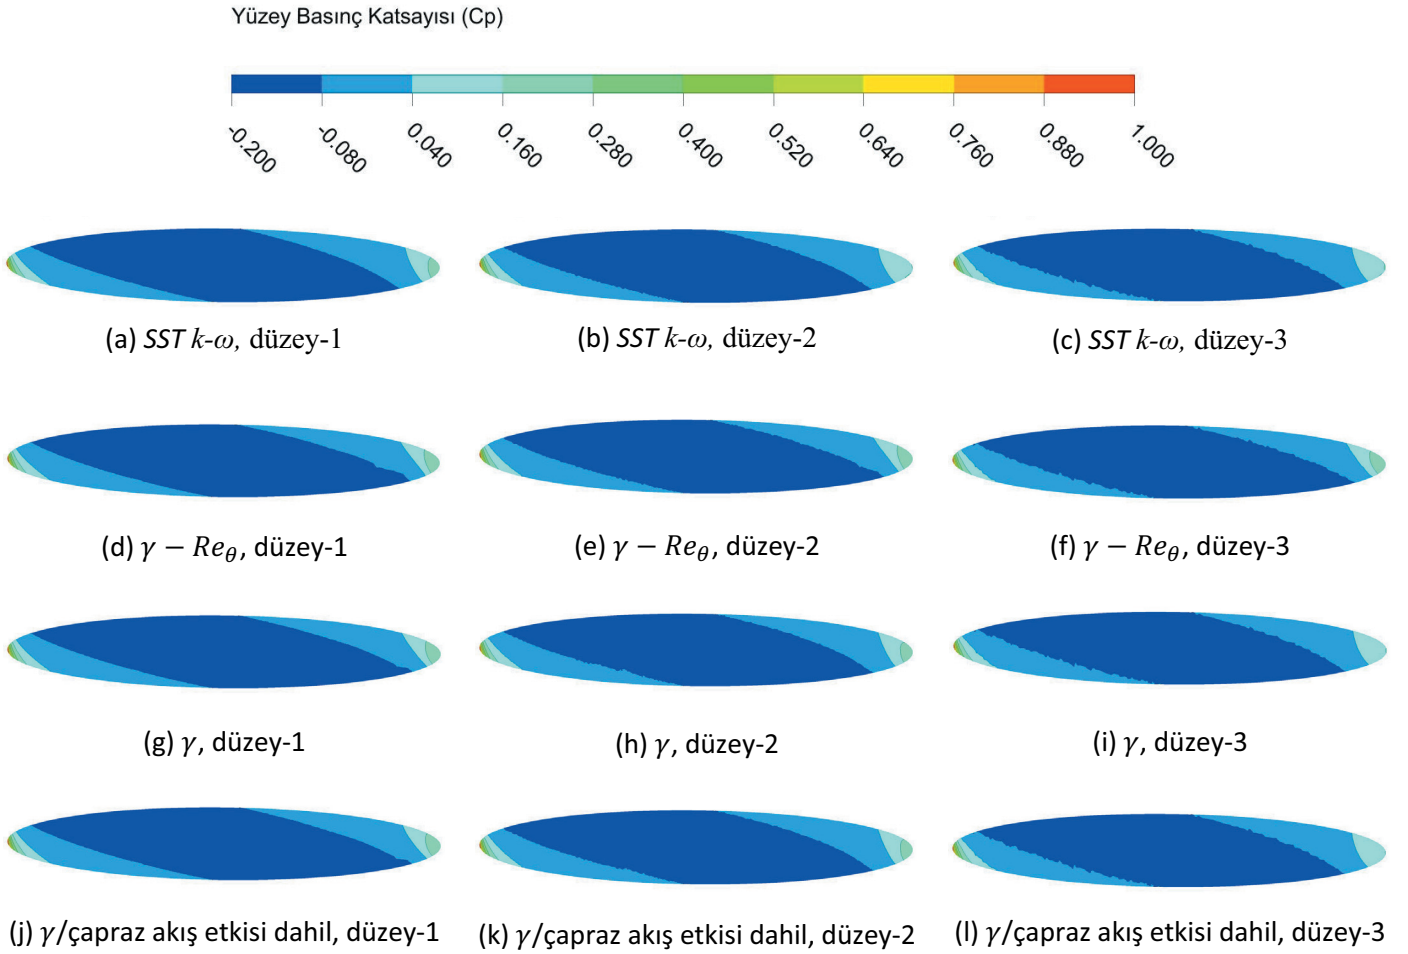 Yüzey Basınç Katsayısı (Cp)
-0.200 -0.080 0.040 0.160 0.280 0.400 0.520 0.640 0.760 0.880 1.000
(a) SST k-ω, düzey-1 (b) SST k-ω, düzey-2 (c) SST k-ω, düzey-3
(d) γ − Reθ, düzey-1 (e) γ − Reθ, düzey-2 (f) γ − Reθ, düzey-3
(g) γ, düzey-1 (h) γ, düzey-2 (i) γ, düzey-3
(j) γ/çapraz akış etkisi dahil, düzey-1 (k) γ/çapraz akış etkisi dahil, düzey-2 (l) γ/çapraz akış etkisi dahil, düzey-3